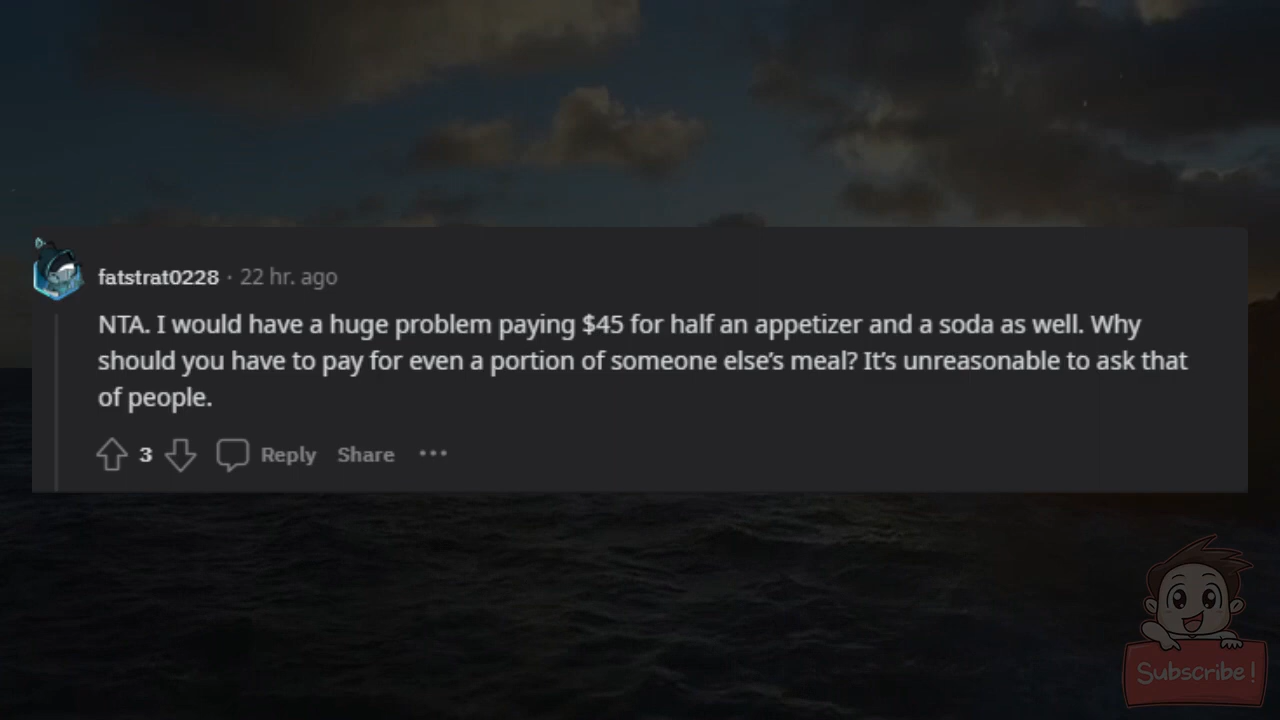 fatstrat0228 · 22 hr. ago
NTA. I would have a huge problem paying $45 for half an appetizer and a soda as well. Why
should you have to pay for even a portion of someone else’s meal? It’s unreasonable to ask that
of people.
3 Reply Share •••
Subscribe!